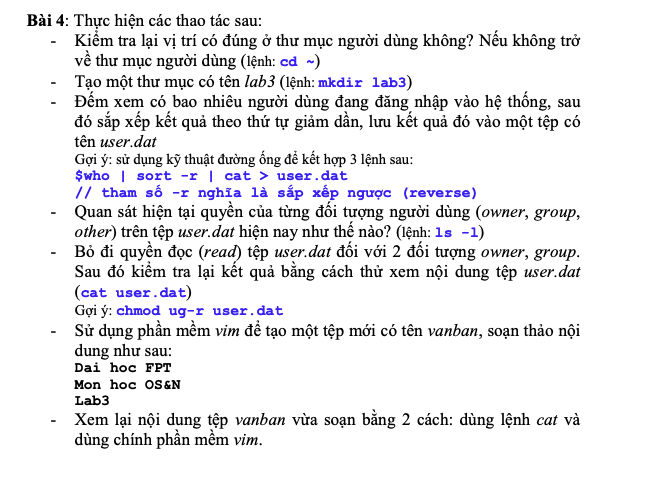 Bài 4: Thực hiện các thao tác sau:
- Kiểm tra lại vị trí có đúng ở thư mục người dùng không? Nếu không trở
về thư mục người dùng (lệnh: cd ~)
- Tạo một thư mục có tên lab3 (lệnh: mkdir lab3)
- Đếm xem có bao nhiêu người dùng đang đăng nhập vào hệ thống, sau
đó sắp xếp kết quả theo thứ tự giảm dần, lưu kết quả đó vào một tệp có
tên user.dat
Gợi ý: sử dụng kỹ thuật đường ống để kết hợp 3 lệnh sau:
$who | sort -r | cat > user.dat
// tham số -r nghĩa là sắp xếp ngược (reverse)
- Quan sát hiện tại quyền của từng đối tượng người dùng (owner, group,
other) trên tệp user.dat hiện nay như thế nào? (lệnh: ls -l)
- Bỏ đi quyền đọc (read) tệp user.dat đối với 2 đối tượng owner, group.
Sau đó kiểm tra lại kết quả bằng cách thử xem nội dung tệp user.dat
(cat user.dat)
Gợi ý: chmod ug-r user.dat
- Sử dụng phần mềm vim để tạo một tệp mới có tên vanban, soạn thảo nội
dung như sau:
Dai hoc FPT
Mon hoc OS&N
Lab3
- Xem lại nội dung tệp vanban vừa soạn bằng 2 cách: dùng lệnh cat và
dùng chính phần mềm vim.